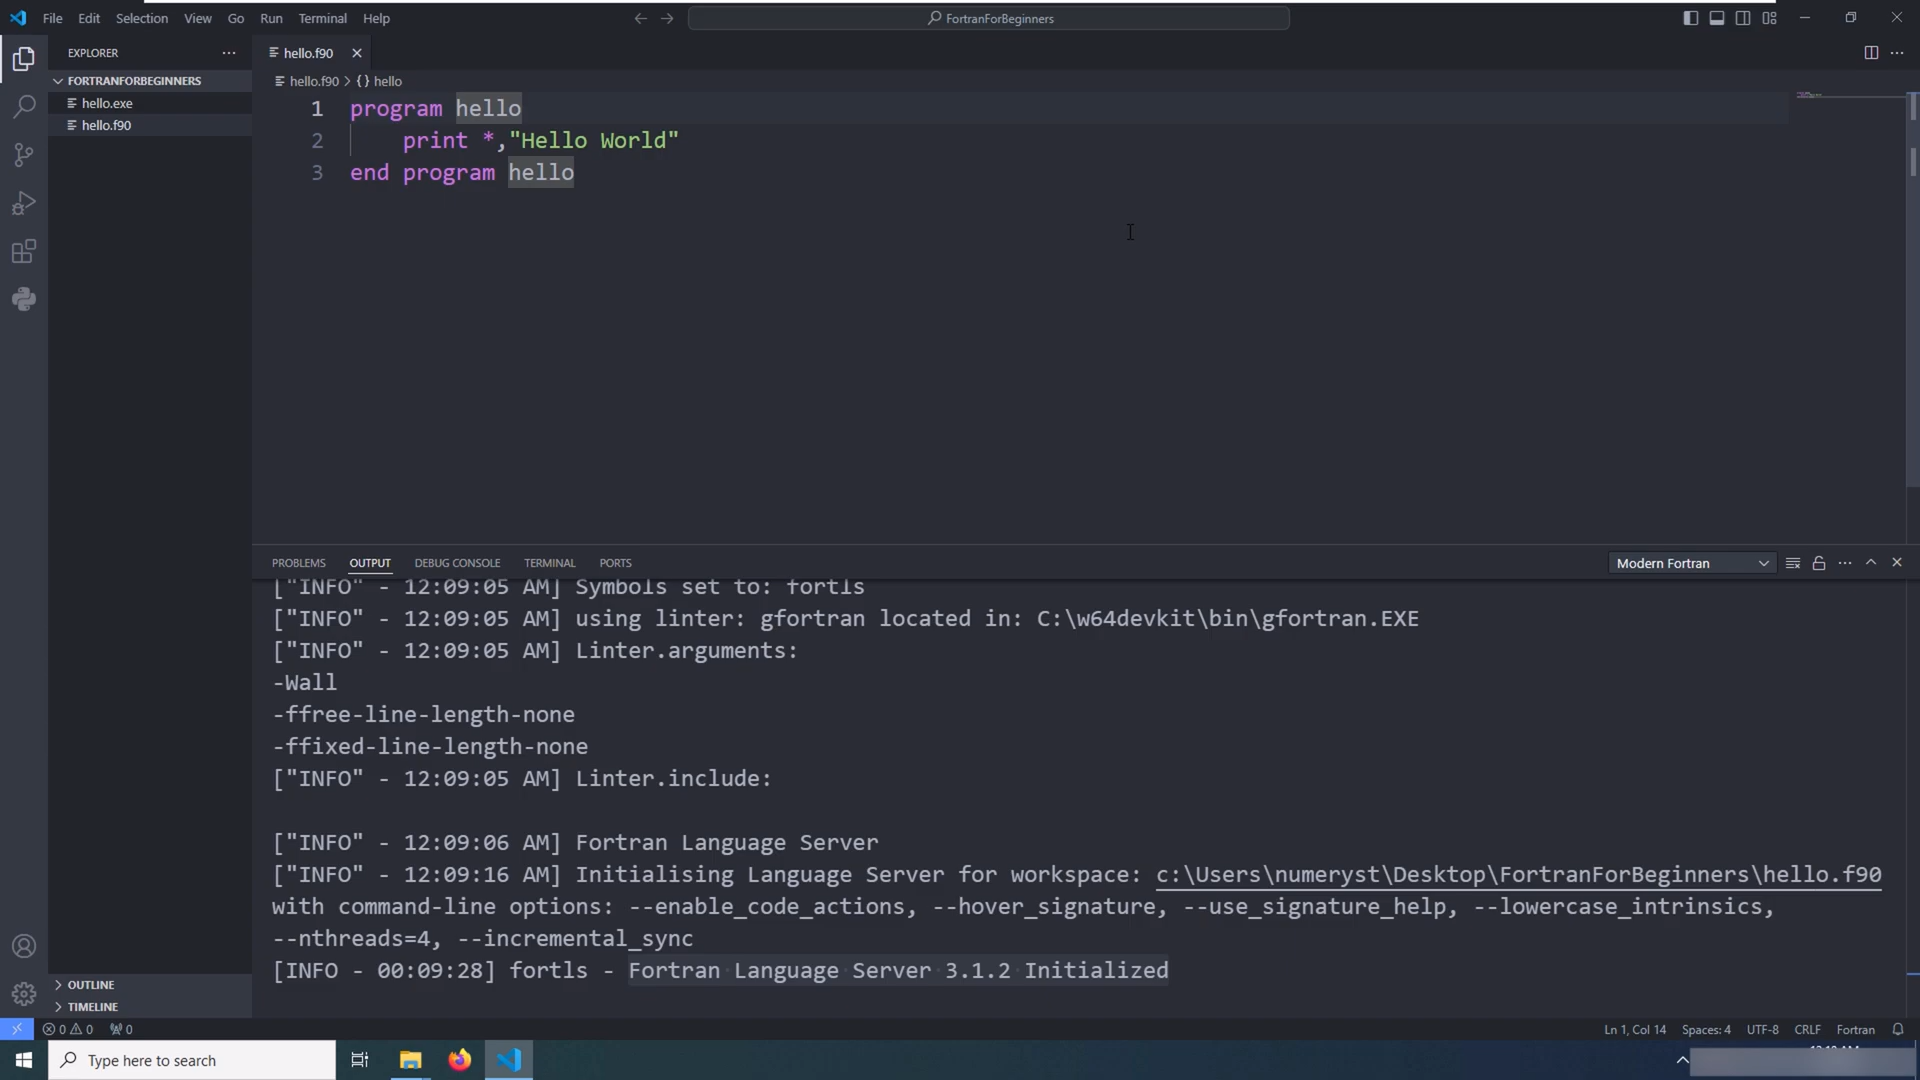 File Edit Selection View Go Run Terminal Help
FortranForBeginners
EXPLORER
hello.f90
FORTRANFORBEGINNERS
hello.exe
hello.f90
hello.f90 > {} hello
1 program hello
2 print *,"Hello World"
3 end program hello
PROBLEMS OUTPUT DEBUG CONSOLE TERMINAL PORTS
Modern Fortran
["INFO" - 12:09:05 AM] Symbols set to: fortls
["INFO" - 12:09:05 AM] using linter: gfortran located in: C:\w64devkit\bin\gfortran.EXE
["INFO" - 12:09:05 AM] Linter.arguments:
-Wall
-ffree-line-length-none
-ffixed-line-length-none
["INFO" - 12:09:05 AM] Linter.include:
["INFO" - 12:09:06 AM] Fortran Language Server
["INFO" - 12:09:16 AM] Initialising Language Server for workspace: c:\Users\numeryst\Desktop\FortranForBeginners\hello.f90
with command-line options: --enable_code_actions, --hover_signature, --use_signature_help, --lowercase_intrinsics,
--nthreads=4, --incremental_sync
[INFO - 00:09:28] fortls - Fortran Language Server 3.1.2 Initialized
OUTLINE
TIMELINE
0 0 0
Ln 1, Col 14 Spaces: 4 UTF-8 CRLF Fortran
Type here to search